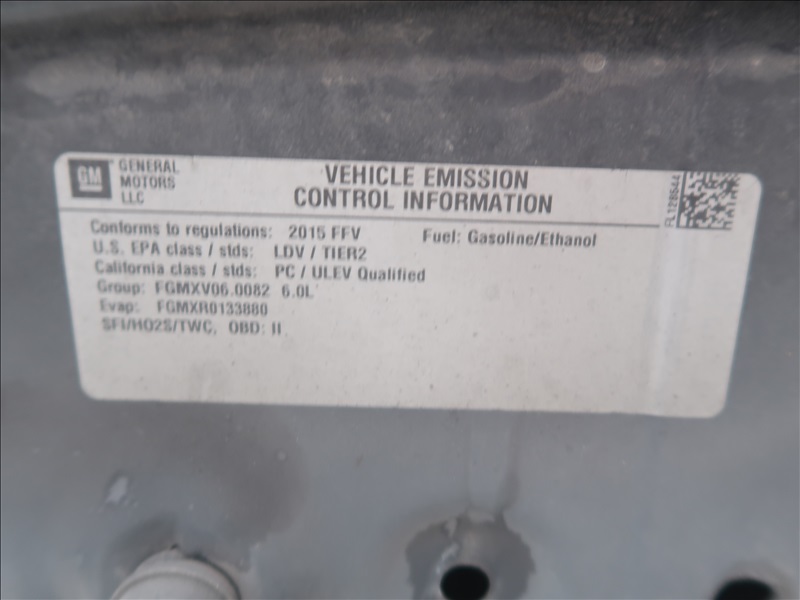 GM
GENERAL
MOTORS
LLC
VEHICLE EMISSION
CONTROL INFORMATION
Conforms to regulations: 2015 FFV Fuel: Gasoline/Ethanol
U.S. EPA class / stds: LDV / TIER2
California class / stds: PC / ULEV Qualified
Group: FGMXV06.0082 6.0L
Evap: FGMXR0133880
SFI/HO2S/TWC, OBD: II